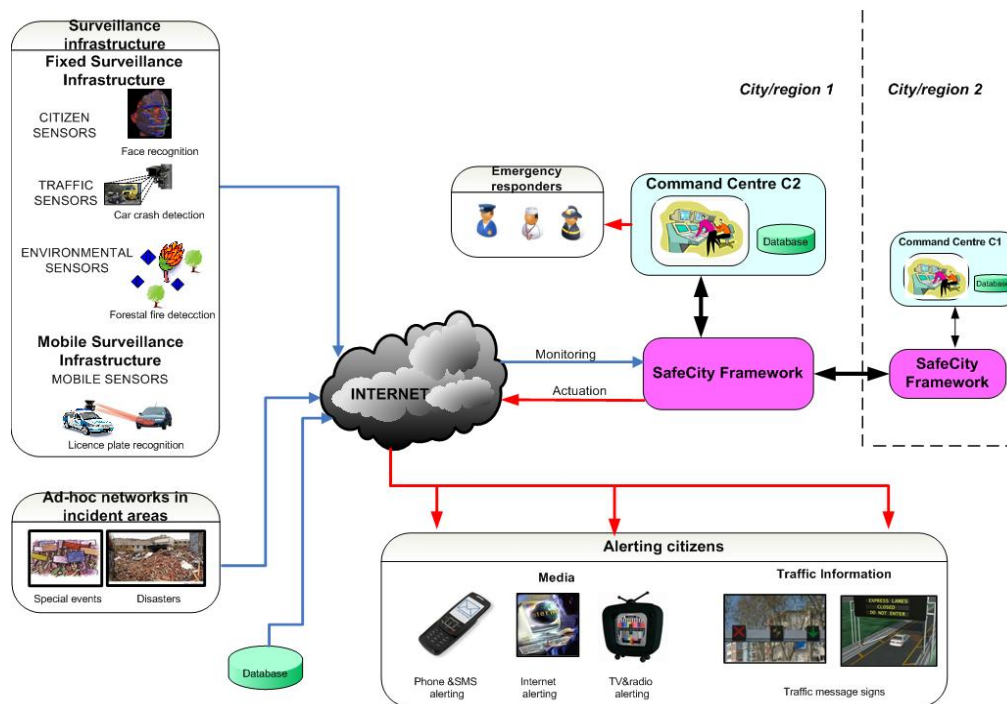 Surveillance
infrastructure
Fixed Surveillance
Infrastructure
CITIZEN
SENSORS
Face recognition
TRAFFIC
SENSORS
Car crash detection
ENVIRONMENTAL
SENSORS
Forestal fire detecction
Mobile Surveillance
Infrastructure
MOBILE SENSORS
Licence plate recognition
Ad-hoc networks in
incident areas
Special events
Disasters
Database
INTERNET
Monitoring
Actuation
Emergency
responders
City/region 1
Command Centre C2
Database
SafeCity Framework
City/region 2
Command Centre C1
Database
SafeCity
Framework
Alerting citizens
Media
Phone &SMS
alerting
Internet
alerting
TV&radio
alerting
Traffic Information
EXPRESS LANES
CLOSED
DO NOT ENTER
Traffic message signs